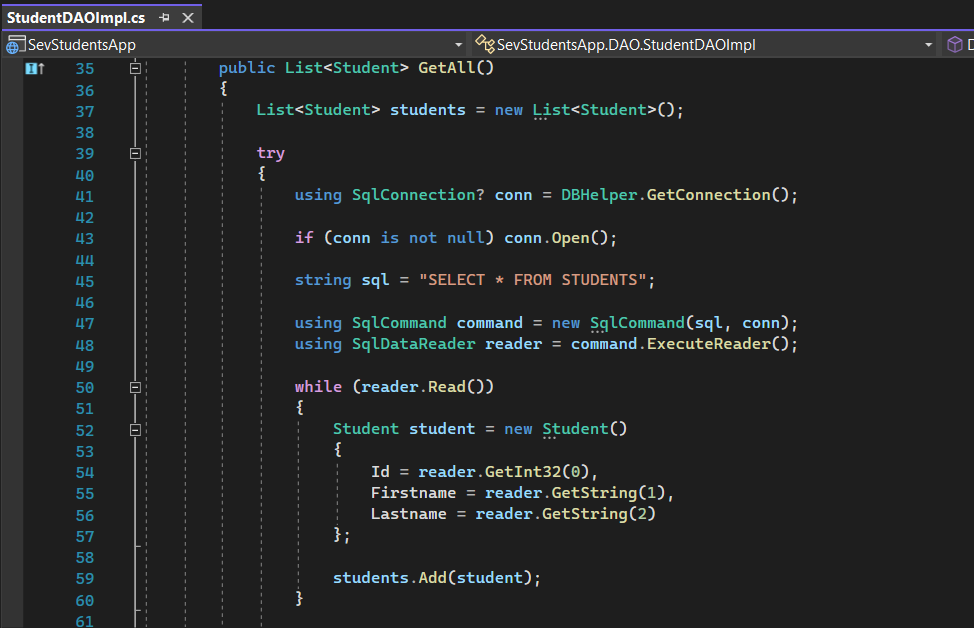 StudentDAOImpl.cs
SevStudentsApp SevStudentsApp.DAO.StudentDAOImpl
35 public List<Student> GetAll()
36 {
37 List<Student> students = new List<Student>();
38
39 try
40 {
41 using SqlConnection? conn = DBHelper.GetConnection();
42
43 if (conn is not null) conn.Open();
44
45 string sql = "SELECT * FROM STUDENTS";
46
47 using SqlCommand command = new SqlCommand(sql, conn);
48 using SqlDataReader reader = command.ExecuteReader();
49
50 while (reader.Read())
51 {
52 Student student = new Student()
53 {
54 Id = reader.GetInt32(0),
55 Firstname = reader.GetString(1),
56 Lastname = reader.GetString(2)
57 };
58
59 students.Add(student);
60 }
61